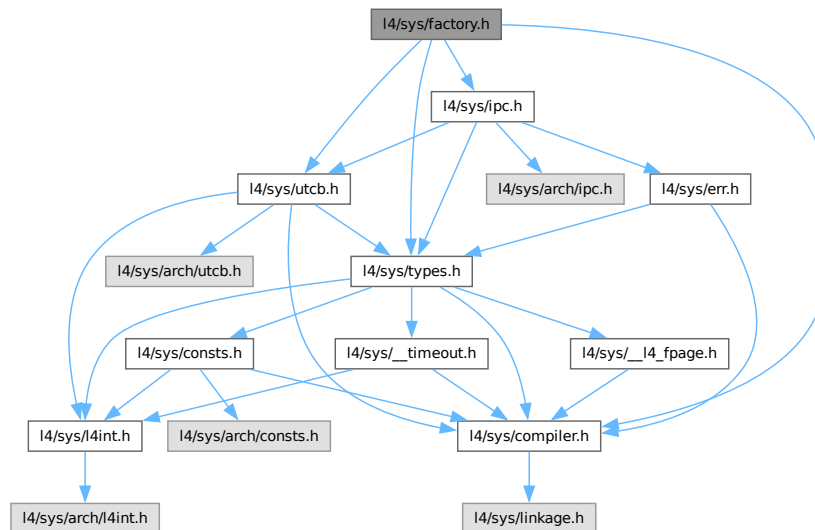 l4/sys/factory.h
l4/sys/ipc.h
l4/sys/utcb.h
l4/sys/arch/ipc.h
l4/sys/err.h
l4/sys/arch/utcb.h
l4/sys/types.h
l4/sys/consts.h
l4/sys/__timeout.h
l4/sys/__l4_fpage.h
l4/sys/l4int.h
l4/sys/arch/consts.h
l4/sys/compiler.h
l4/sys/arch/l4int.h
l4/sys/linkage.h